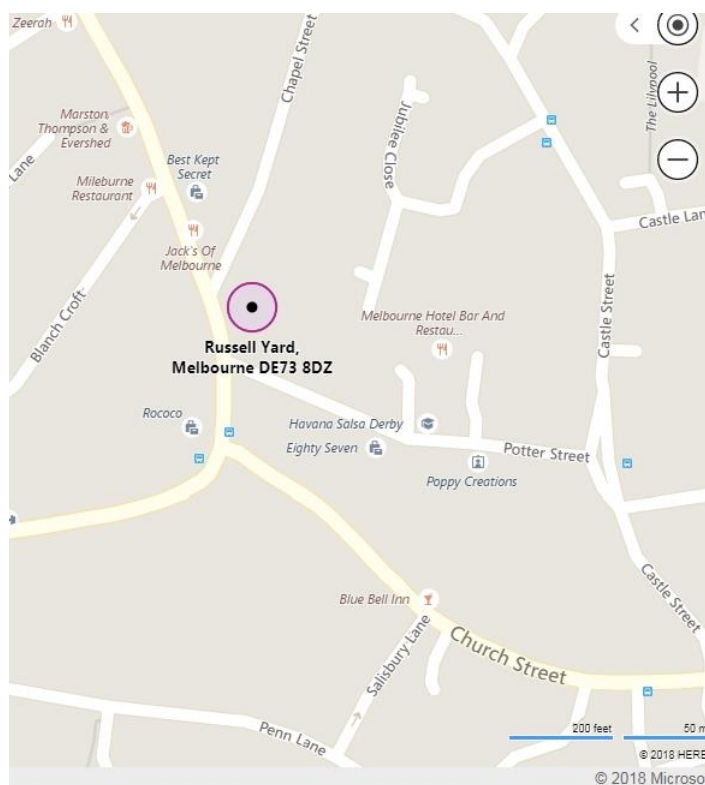 Zeerah
Chapel Street
The Lilypool
Marston,
Thompson &
Evershed
Jubilee Close
Lane
Best Kept
Secret
Mileburne
Restaurant
Castle Lan
Jack's Of
Melbourne
Blanch Croft
Melbourne Hotel Bar And
Restau...
Castle Street
Russell Yard,
Melbourne DE73 8DZ
Rococo
Havana Salsa Derby
Eighty Seven
Potter Street
Poppy Creations
Blue Bell Inn
Castle Street
Church Street
Salisbury Lane
Penn Lane
200 feet
50 m
© 2018 HERE
© 2018 Microso